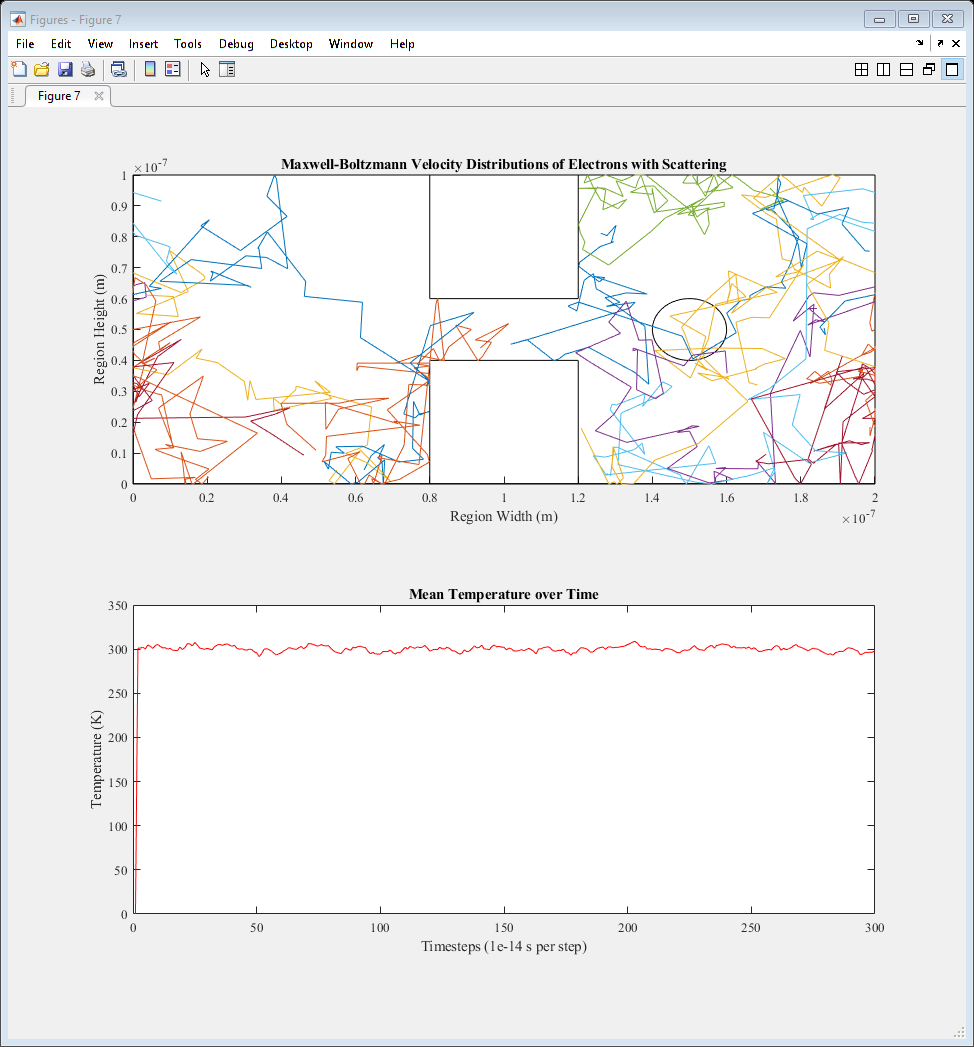 Figures - Figure 7
File Edit View Insert Tools Debug Desktop Window Help
Figure 7
Maxwell-Boltzmann Velocity Distributions of Electrons with Scattering
×10-7
1
0.9
0.8
0.7
0.6
0.5
0.4
0.3
0.2
0.1
0
Region Height (m)
0 0.2 0.4 0.6 0.8 1 1.2 1.4 1.6 1.8 2
Region Width (m)
×10-7
Mean Temperature over Time
350
300
250
200
150
100
50
0
Temperature (K)
0 50 100 150 200 250 300
Timesteps (1e-14 s per step)